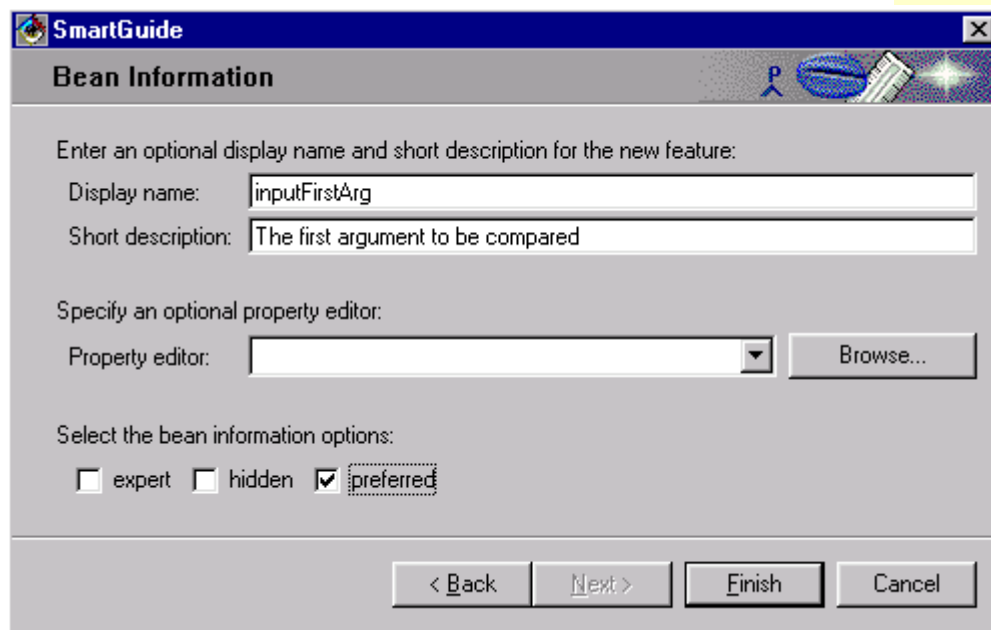 SmartGuide
Bean Information
P
Enter an optional display name and short description for the new feature:
Display name: inputFirstArg
Short description: The first argument to be compared
Specify an optional property editor:
Property editor: Browse...
Select the bean information options:
expert hidden preferred
< Back Next > Finish Cancel